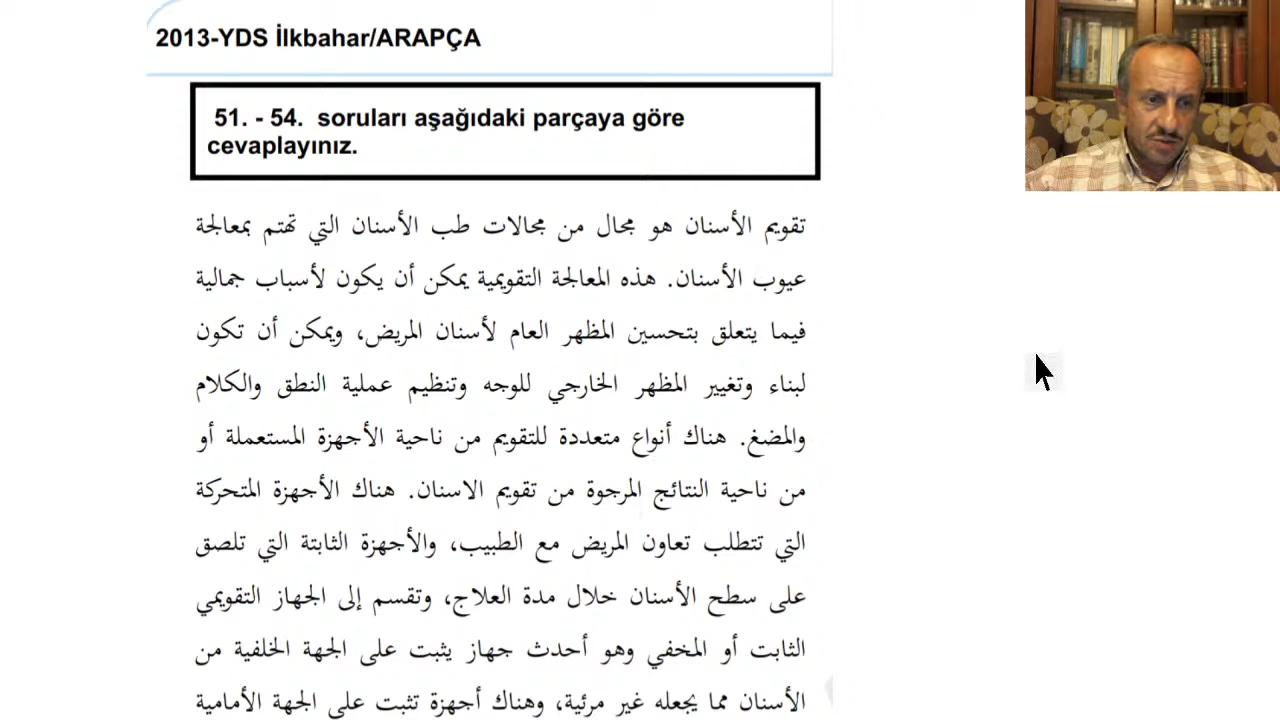 2013-YDS İlkbahar/ARAPÇA
51. - 54. soruları aşağıdaki parçaya göre
cevaplayınız.
تقويم الأسنان هو مجال من مجالات طب الأسنان التي تهتم بمعالجة
عيوب الأسنان. هذه المعالجة التقويمية يمكن أن يكون لأسباب جمالية
فيما يتعلق بتحسين المظهر العام لأسنان المريض، ويمكن أن تكون
لبناء وتغيير المظهر الخارجي للوجه وتنظيم عملية النطق والكلام
والمضغ. هناك أنواع متعددة للتقويم من ناحية الأجهزة المستعملة أو
من ناحية النتائج المرجوة من تقويم الاسنان. هناك الأجهزة المتحركة
التي تتطلب تعاون المريض مع الطبيب، والأجهزة الثابتة التي تلصق
على سطح الأسنان خلال مدة العلاج، وتقسم إلى الجهاز التقويمي
الثابت أو المخفي وهو أحدث جهاز يثبت على الجهة الخلفية من
الأسنان مما يجعله غير مرئية، وهناك أجهزة تثبت على الجهة الأمامية